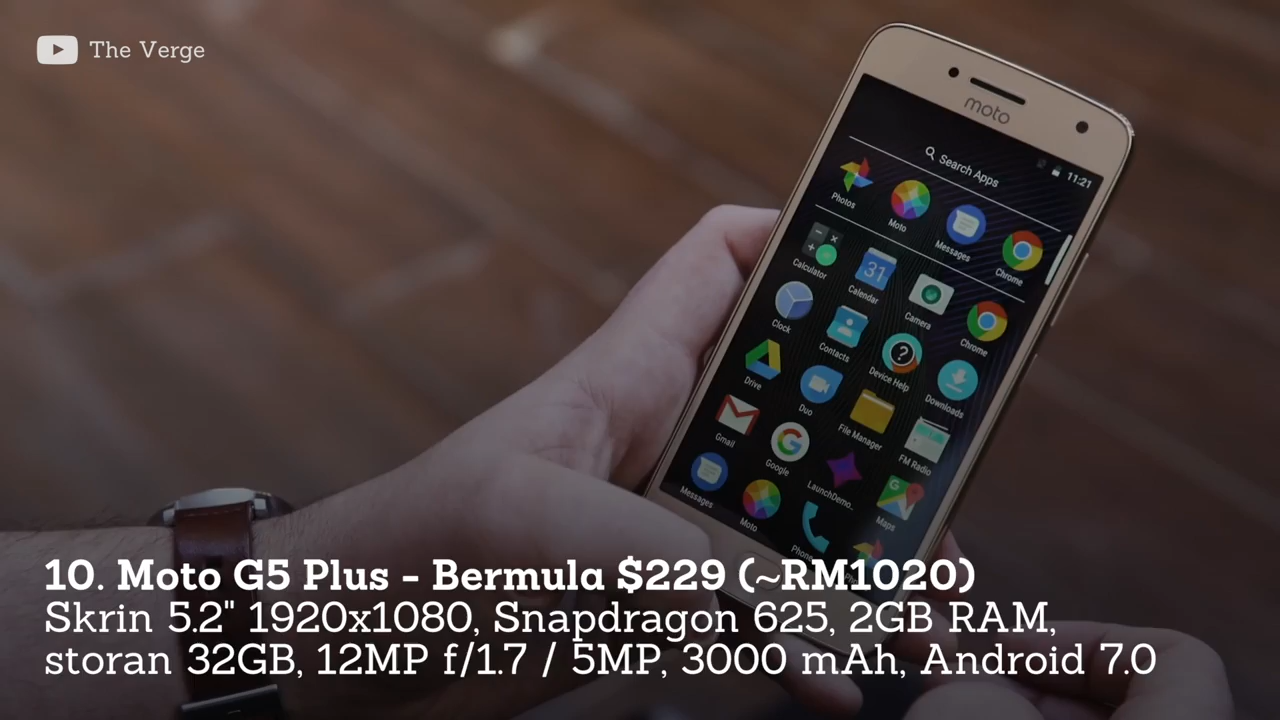 The Verge
moto
11:21
Search Apps
Photos
Moto
Messages
Chrome
Calculator
31
Calendar
Camera
Chrome
Clock
Contacts
?
Device Help
Downloads
Drive
Duo
File Manager
FM Radio
Gmail
G
Google
LaunchDemo..
Maps
Messages
Moto
Phone
10. Moto G5 Plus - Bermula $229 (~RM1020)
Skrin 5.2" 1920x1080, Snapdragon 625, 2GB RAM,
storan 32GB, 12MP f/1.7 / 5MP, 3000 mAh, Android 7.0